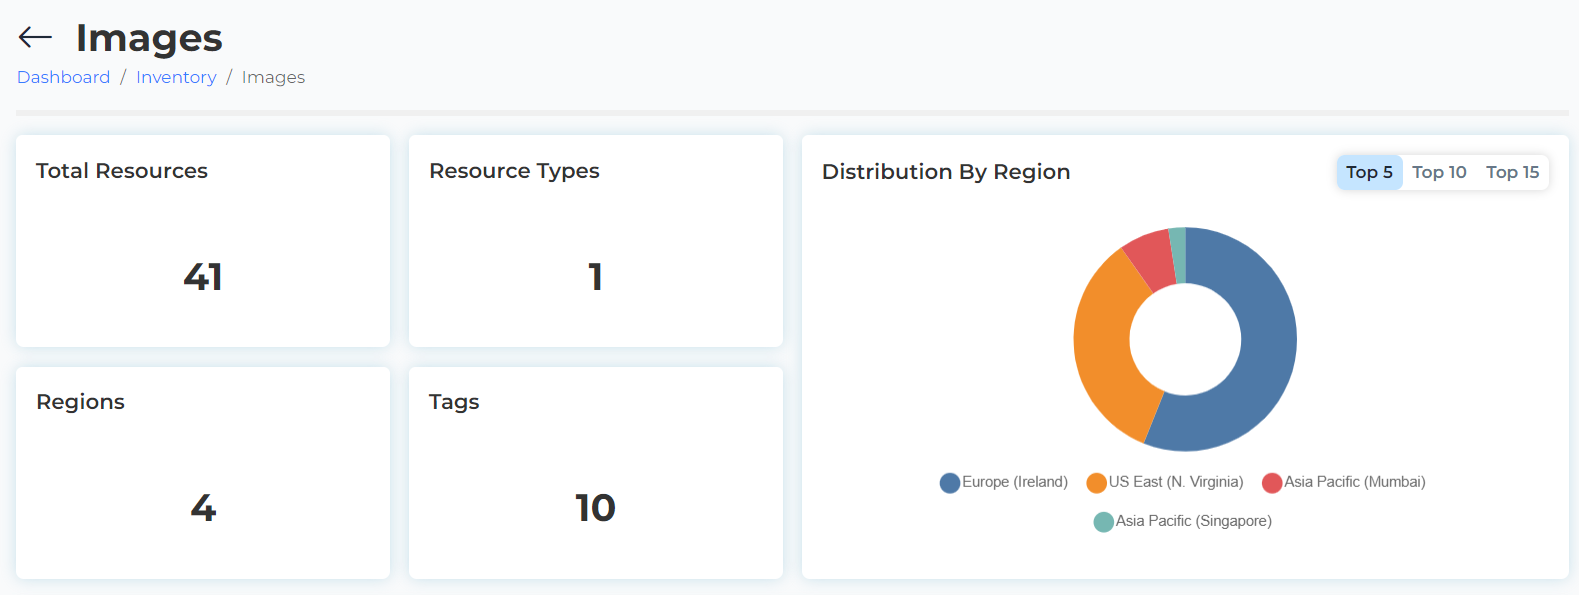 Images
Dashboard / Inventory / Images
Total Resources
41
Resource Types
1
Regions
4
Tags
10
Distribution By Region
Top 5 Top 10 Top 15
Europe (Ireland) US East (N. Virginia) Asia Pacific (Mumbai)
Asia Pacific (Singapore)